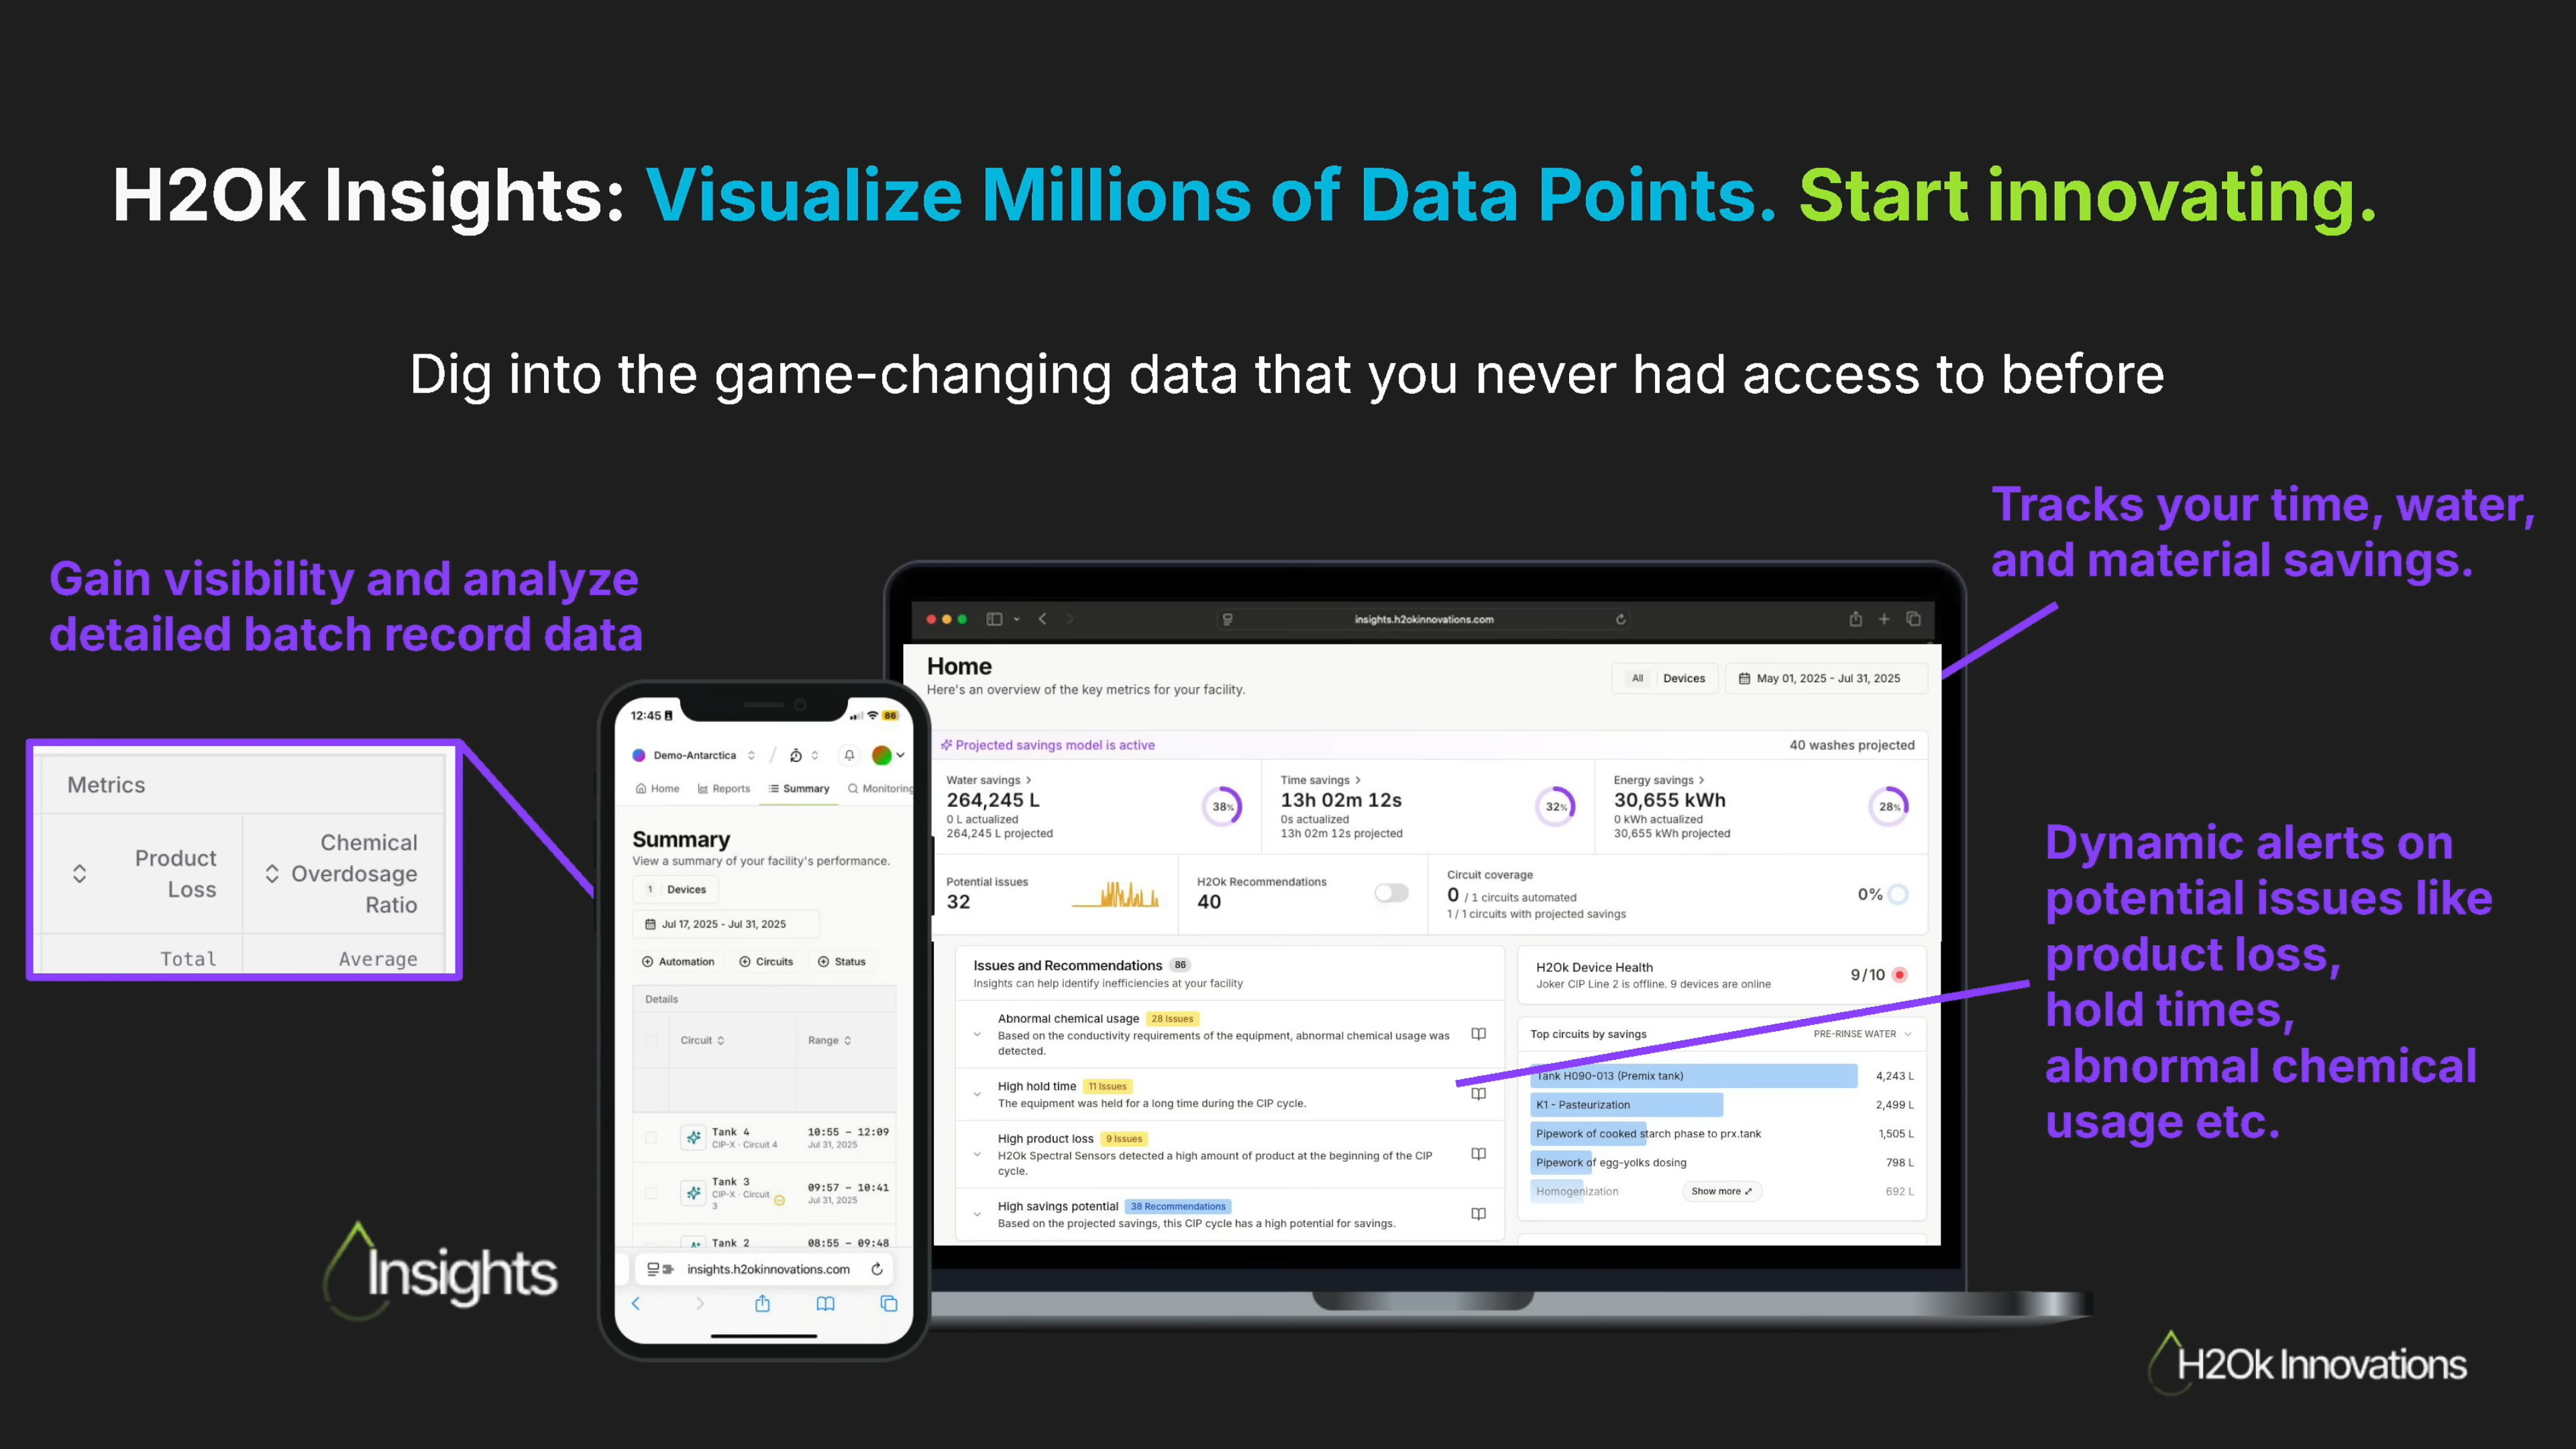 H2Ok Insights: Visualize Millions of Data Points. Start innovating.
Dig into the game-changing data that you never had access to before
Gain visibility and analyze
detailed batch record data
Metrics
Product
Loss
Chemical
Overdosage
Ratio
Total
Average
Insights
12:45
86
Demo-Antarctica
/
Home
Reports
Summary
Monitoring
Summary
View a summary of your facility's performance.
1 Devices
Jul 17, 2025 - Jul 31, 2025
Automation
Circuits
Status
Details
Circuit
Range
Tank 4
CIP-X · Circuit 4
10:55 – 12:09
Jul 31, 2025
Tank 3
CIP-X · Circuit
3
09:57 – 10:41
Jul 31, 2025
Tank 2
08:55 – 09:48
insights.h2okinnovations.com
insights.h2okinnovations.com
Home
Here's an overview of the key metrics for your facility.
All
Devices
May 01, 2025 - Jul 31, 2025
Projected savings model is active
40 washes projected
Water savings >
264,245 L
0 L actualized
264,245 L projected
38%
Time savings >
13h 02m 12s
0s actualized
13h 02m 12s projected
32%
Energy savings >
30,655 kWh
0 kWh actualized
30,655 kWh projected
28%
Potential issues
32
H2Ok Recommendations
40
Circuit coverage
0 / 1 circuits automated
1 / 1 circuits with projected savings
0%
Issues and Recommendations 86
Insights can help identify inefficiencies at your facility
Abnormal chemical usage 28 Issues
Based on the conductivity requirements of the equipment, abnormal chemical usage was
detected.
High hold time 11 Issues
The equipment was held for a long time during the CIP cycle.
High product loss 9 Issues
H2Ok Spectral Sensors detected a high amount of product at the beginning of the CIP
cycle.
High savings potential 38 Recommendations
Based on the projected savings, this CIP cycle has a high potential for savings.
H2Ok Device Health
Joker CIP Line 2 is offline. 9 devices are online
9/10
Top circuits by savings
PRE-RINSE WATER
Tank H090-013 (Premix tank)
4,243 L
K1 - Pasteurization
2,499 L
Pipework of cooked starch phase to prx.tank
1,505 L
Pipework of egg-yolks dosing
798 L
Homogenization
Show more
692 L
Tracks your time, water,
and material savings.
Dynamic alerts on
potential issues like
product loss,
hold times,
abnormal chemical
usage etc.
H2Ok Innovations